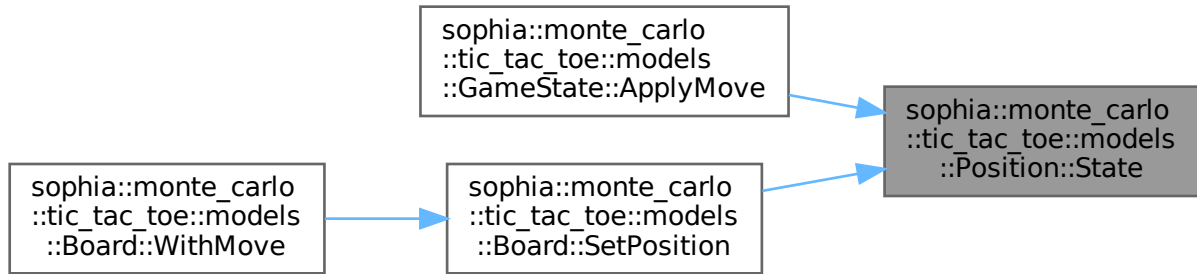 sophia::monte_carlo
::tic_tac_toe::models
::GameState::ApplyMove
sophia::monte_carlo
::tic_tac_toe::models
::Position::State
sophia::monte_carlo
::tic_tac_toe::models
::Board::WithMove
sophia::monte_carlo
::tic_tac_toe::models
::Board::SetPosition